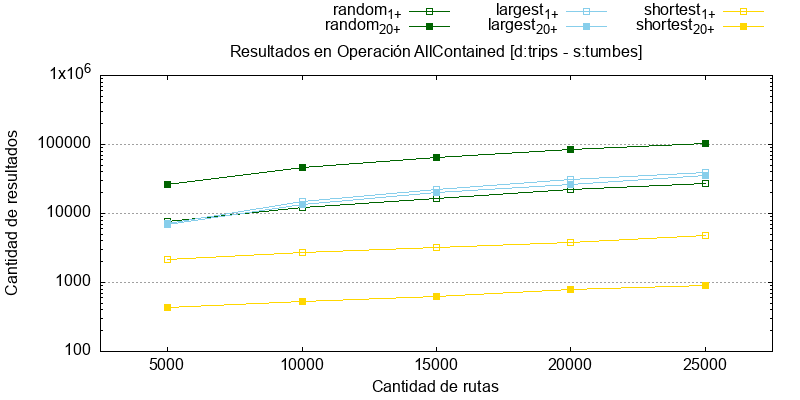 random1+ largest1+ shortest1+
random20+ largest20+ shortest20+
Resultados en Operación AllContained [d:trips - s:tumbes]
1x10^6
100000
10000
1000
100
Cantidad de resultados
5000 10000 15000 20000 25000
Cantidad de rutas